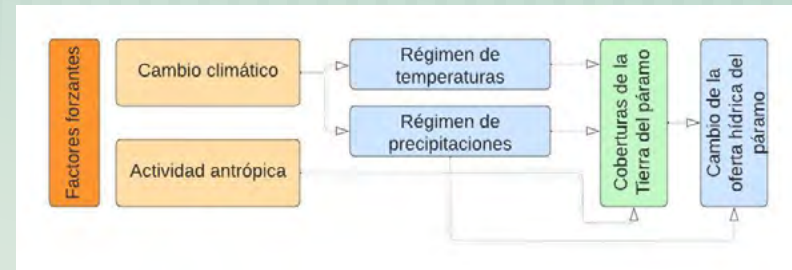 Factores forzantes
Cambio climático
Actividad antrópica
Régimen de
temperaturas
Régimen de
precipitaciones
Coberturas de la
Tierra del páramo
Cambio de la
oferta hídrica del
páramo